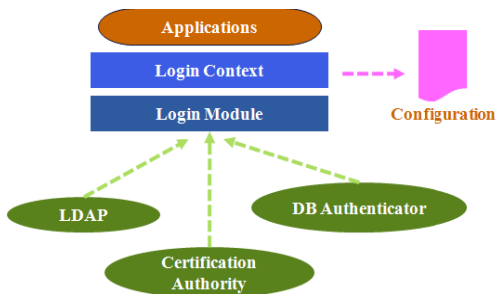 Applications
Login Context
Login Module
Configuration
LDAP
DB Authenticator
Certification
Authority